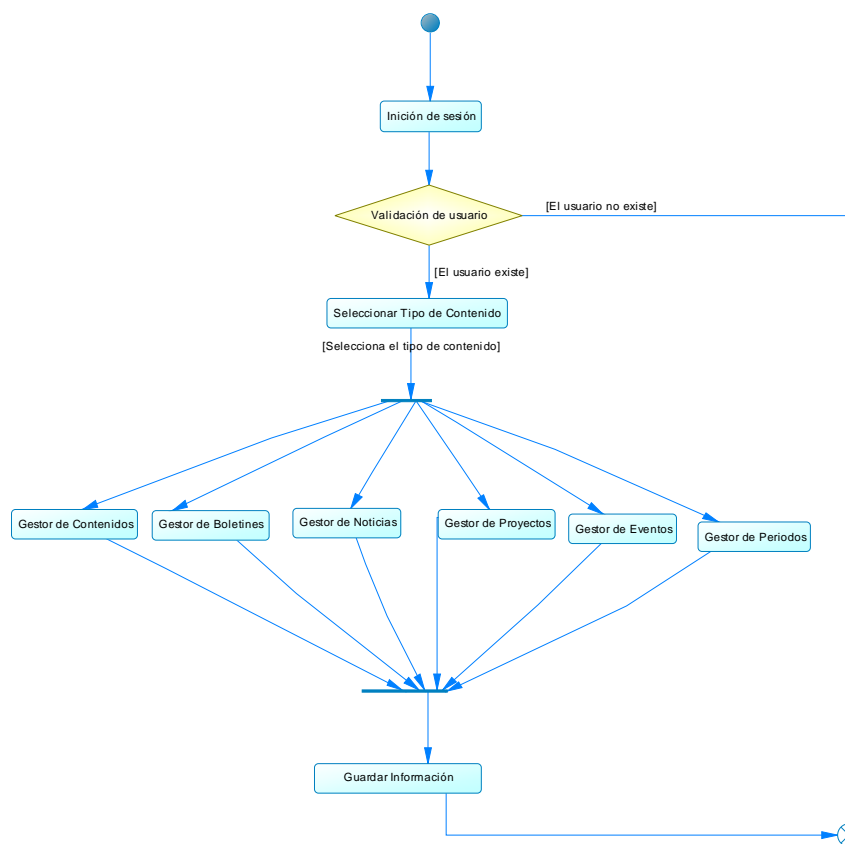 Inición de sesión
Validación de usuario
[El usuario no existe]
[El usuario existe]
Seleccionar Tipo de Contenido
[Selecciona el tipo de contenido]
Gestor de Contenidos
Gestor de Boletines
Gestor de Noticias
Gestor de Proyectos
Gestor de Eventos
Gestor de Periodos
Guardar Información